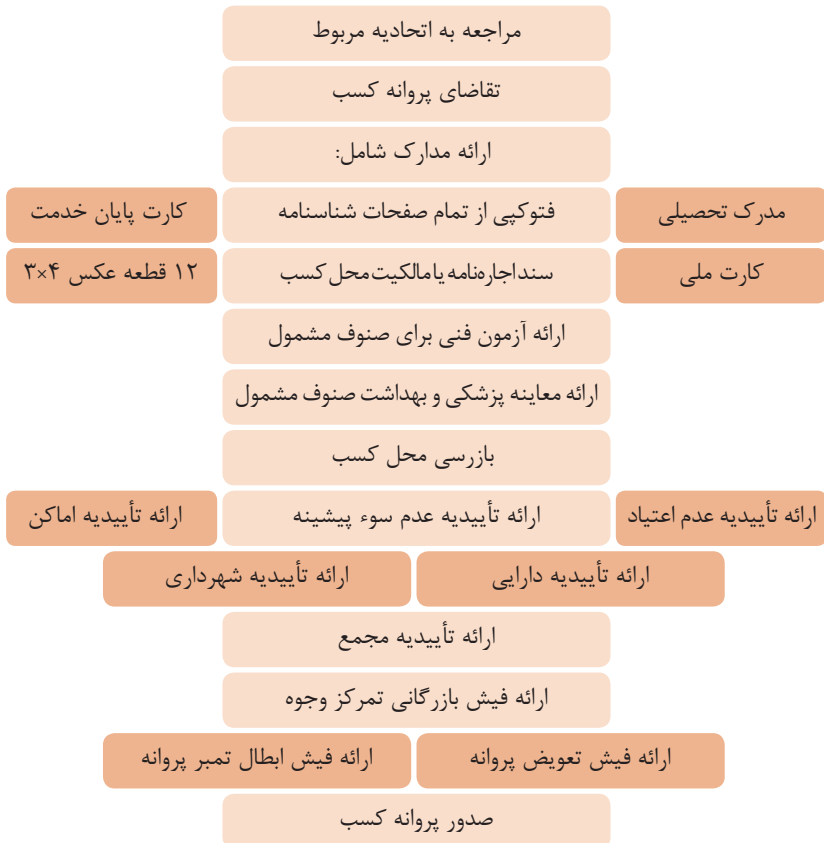 مراجعه به اتحادیه مربوط
تقاضای پروانه کسب
ارائه مدارک شامل:
مدرک تحصیلی
فتوکپی از تمام صفحات شناسنامه
کارت پایان خدمت
کارت ملی
سند اجاره‌نامه یا مالکیت محل کسب
۱۲ قطعه عکس ۴×۳
ارائه آزمون فنی برای صنوف مشمول
ارائه معاینه پزشکی و بهداشت صنوف مشمول
بازرسی محل کسب
ارائه تأییدیه عدم اعتیاد
ارائه تأییدیه عدم سوء پیشینه
ارائه تأییدیه اماکن
ارائه تأییدیه دارایی
ارائه تأییدیه شهرداری
ارائه تأییدیه مجمع
ارائه فیش بازرگانی تمرکز وجوه
ارائه فیش تعویض پروانه
ارائه فیش ابطال تمبر پروانه
صدور پروانه کسب